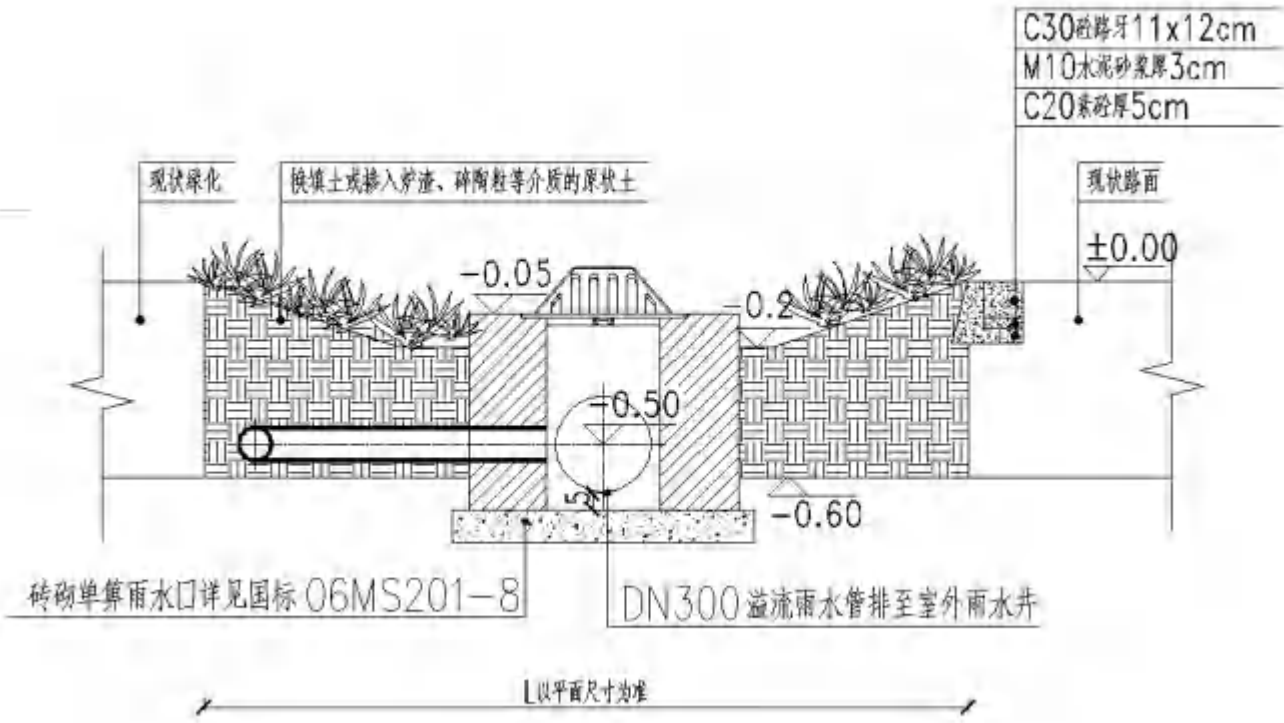 C30砼路牙11x12cm
M10水泥砂浆厚3cm
C20素砼厚5cm
现状绿化
换填土或掺入炉渣、碎陶粒等介质的原状土
现状路面
±0.00
-0.05
-0.2
-0.50
5
-0.60
砖砌单箅雨水口详见国标 06MS201-8
DN300 溢流雨水管排至室外雨水井
L以平面尺寸为准